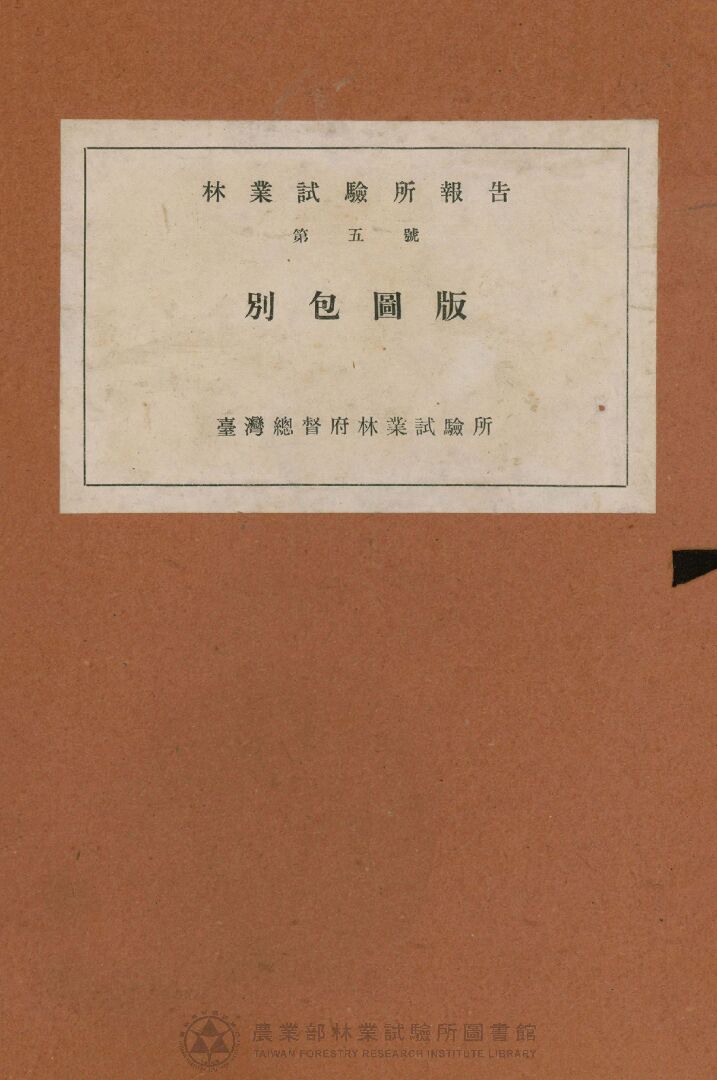 林業試驗所報告
第五號
別包圖版
臺灣總督府林業試驗所
農業部林業試驗所圖書館
TAIWAN FORESTRY RESEARCH INSTITUTE LIBRARY